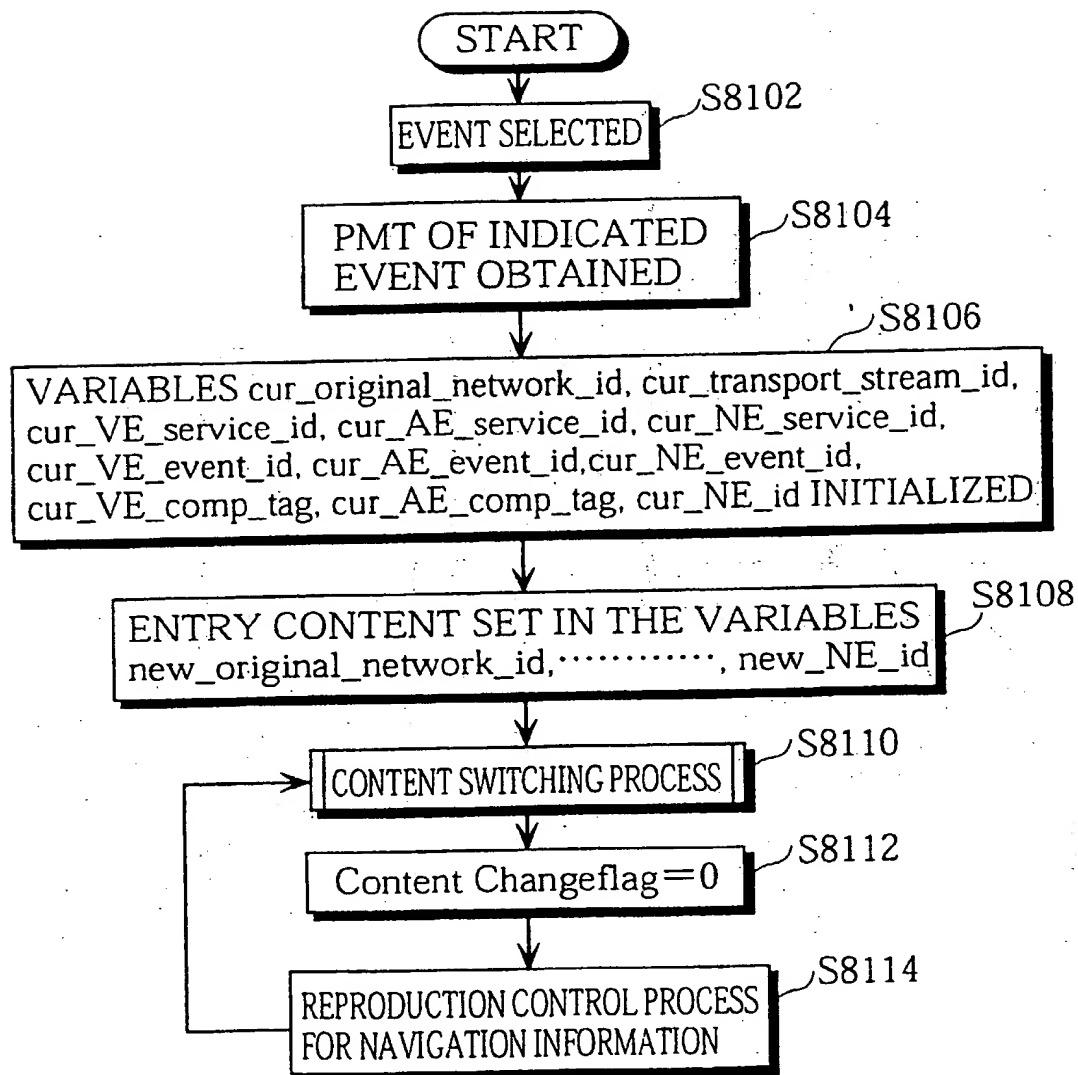 START
S8102
EVENT SELECTED
S8104
PMT OF INDICATED
EVENT OBTAINED
S8106
VARIABLES cur_original_network_id, cur_transport_stream_id,
cur_VE_service_id, cur_AE_service_id, cur_NE_service_id,
cur_VE_event_id, cur_AE_event_id,cur_NE_event_id,
cur_VE_comp_tag, cur_AE_comp_tag, cur_NE_id INITIALIZED
S8108
ENTRY CONTENT SET IN THE VARIABLES
new_original_network_id,············, new_NE_id
S8110
CONTENT SWITCHING PROCESS
S8112
Content Changeflag=0
S8114
REPRODUCTION CONTROL PROCESS
FOR NAVIGATION INFORMATION